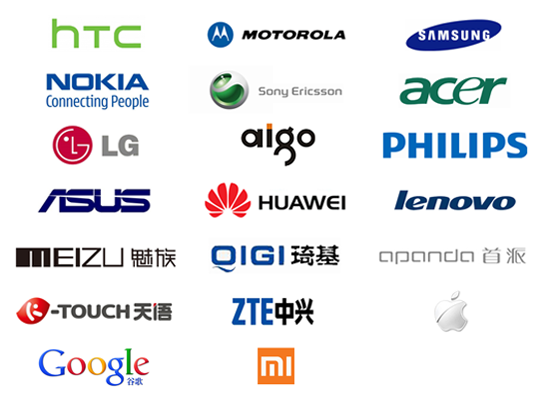 hTC
MOTOROLA
SAMSUNG
NOKIA
Connecting People
Sony Ericsson
acer
LG
aigo
PHILIPS
ASUS
HUAWEI
lenovo
MEIZU 魅族
QIGI 琦基
apanda 首派
K-TOUCH 天语
ZTE中兴
Google
谷歌
mi